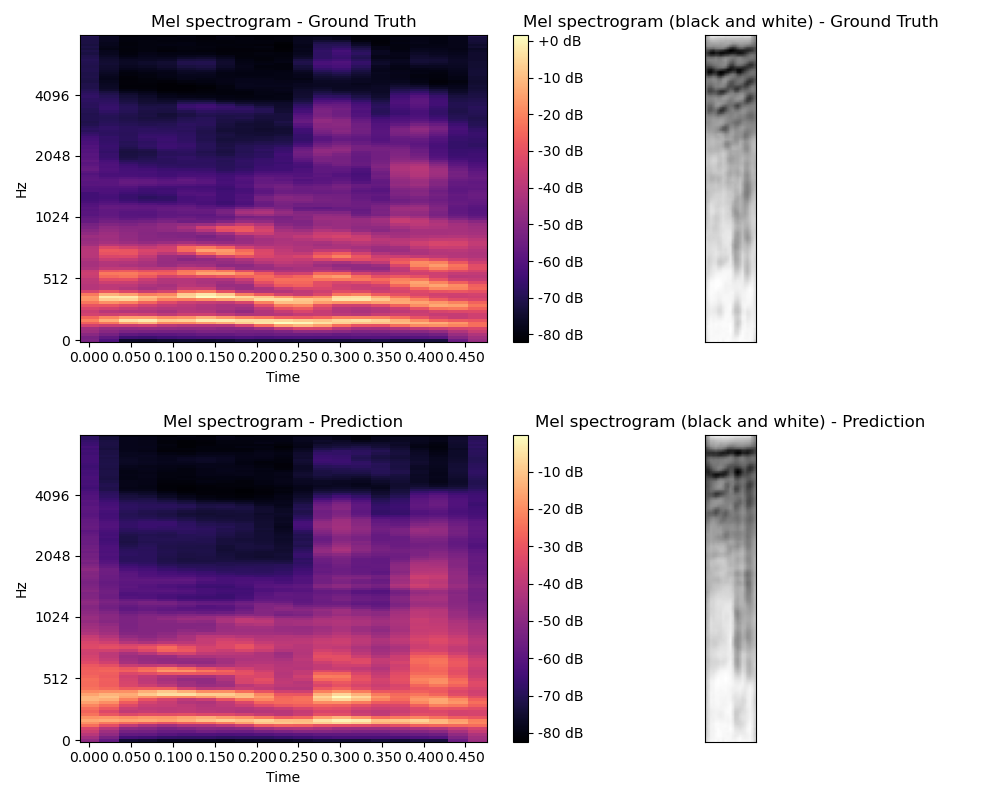 Mel spectrogram - Ground Truth
Mel spectrogram (black and white) - Ground Truth
+0 dB
-10 dB
-20 dB
-30 dB
-40 dB
-50 dB
-60 dB
-70 dB
-80 dB
Hz
4096
2048
1024
512
0
0.000 0.050 0.100 0.150 0.200 0.250 0.300 0.350 0.400 0.450
Time
Mel spectrogram - Prediction
Mel spectrogram (black and white) - Prediction
-10 dB
-20 dB
-30 dB
-40 dB
-50 dB
-60 dB
-70 dB
-80 dB
Hz
4096
2048
1024
512
0
0.000 0.050 0.100 0.150 0.200 0.250 0.300 0.350 0.400 0.450
Time